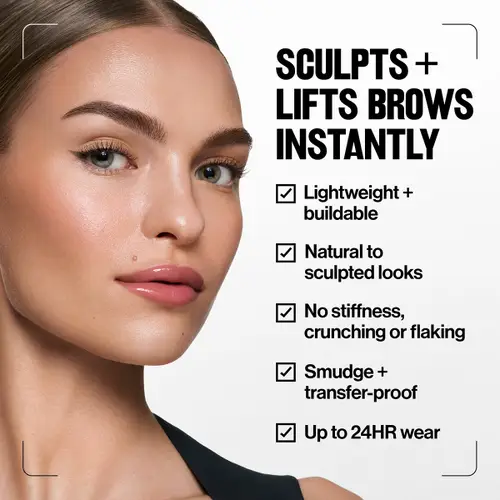 SCULPTS +
LIFTS BROWS
INSTANTLY
Lightweight +
buildable
Natural to
sculpted looks
No stiffness,
crunching or flaking
Smudge +
transfer-proof
Up to 24HR wear